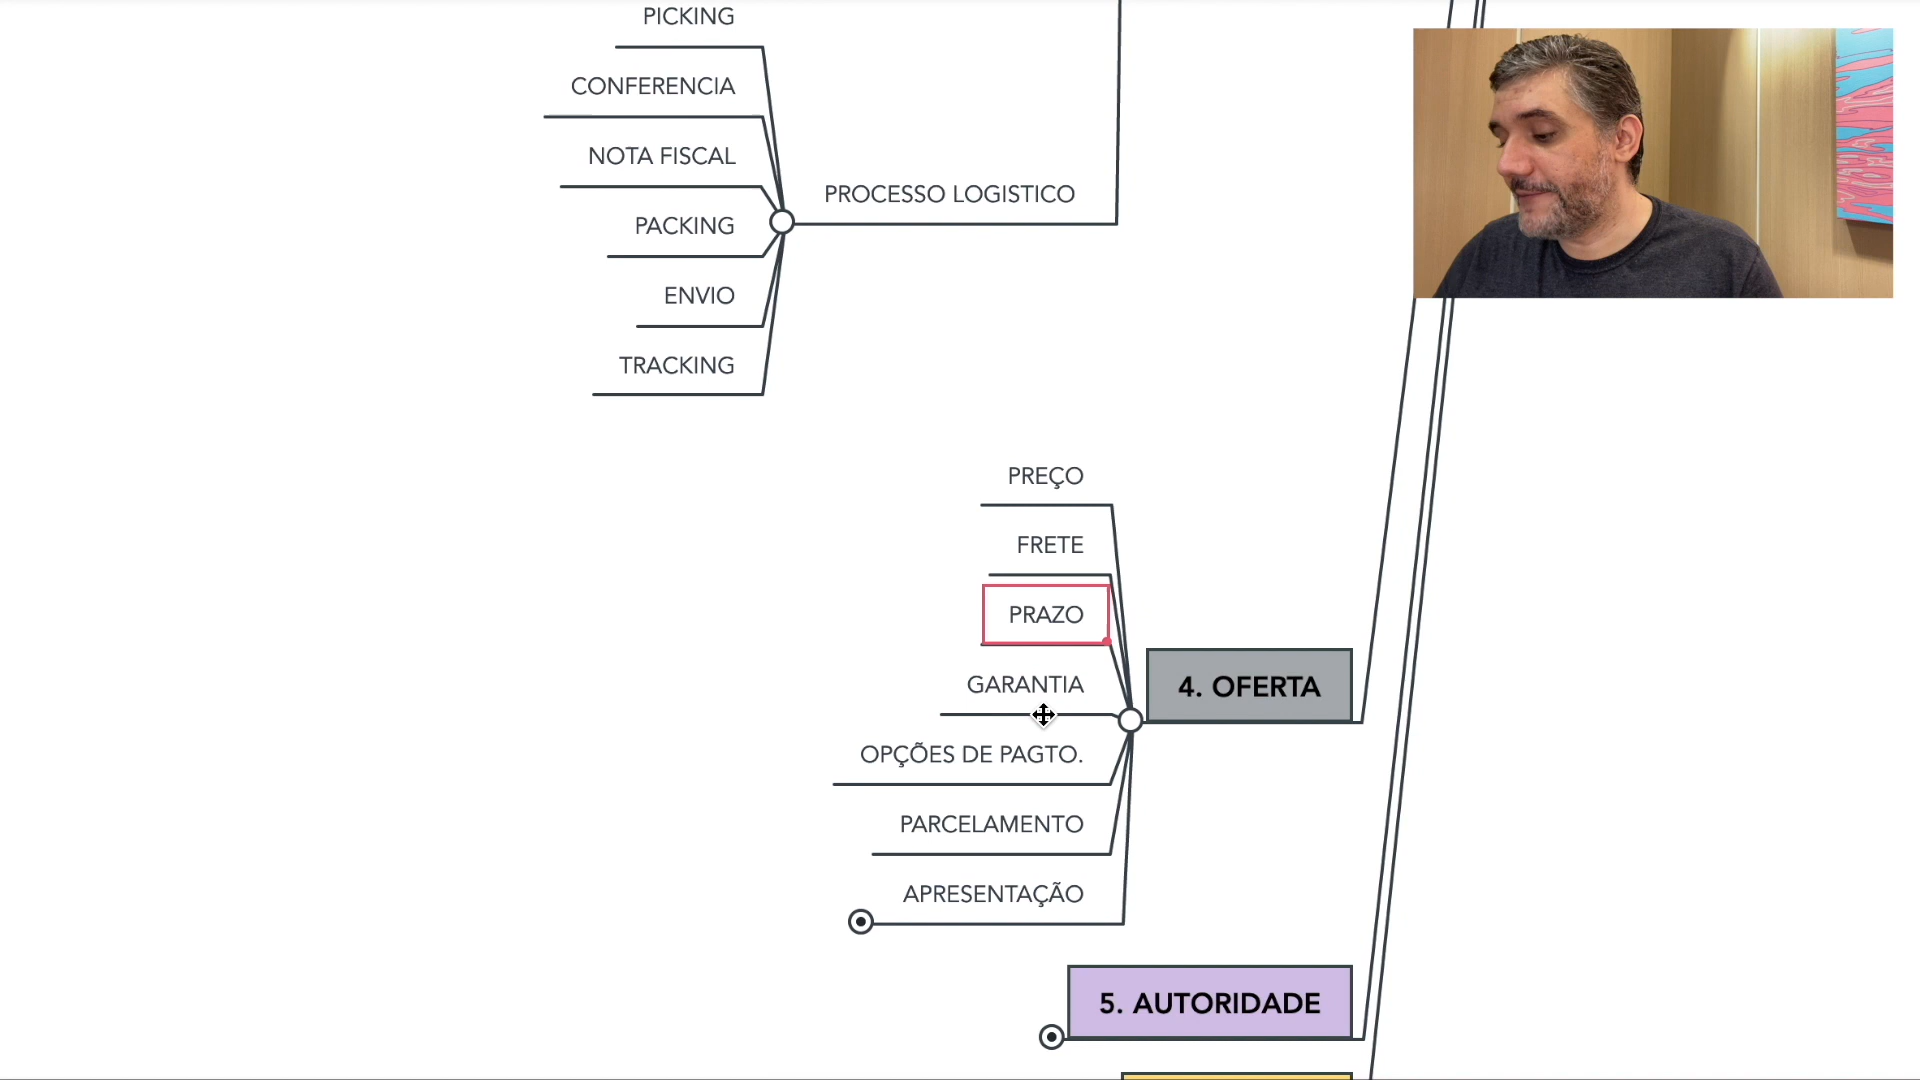 PICKING
CONFERENCIA
NOTA FISCAL
PROCESSO LOGISTICO
PACKING
ENVIO
TRACKING
PREÇO
FRETE
PRAZO
GARANTIA
4. OFERTA
OPÇÕES DE PAGTO.
PARCELAMENTO
APRESENTAÇÃO
5. AUTORIDADE